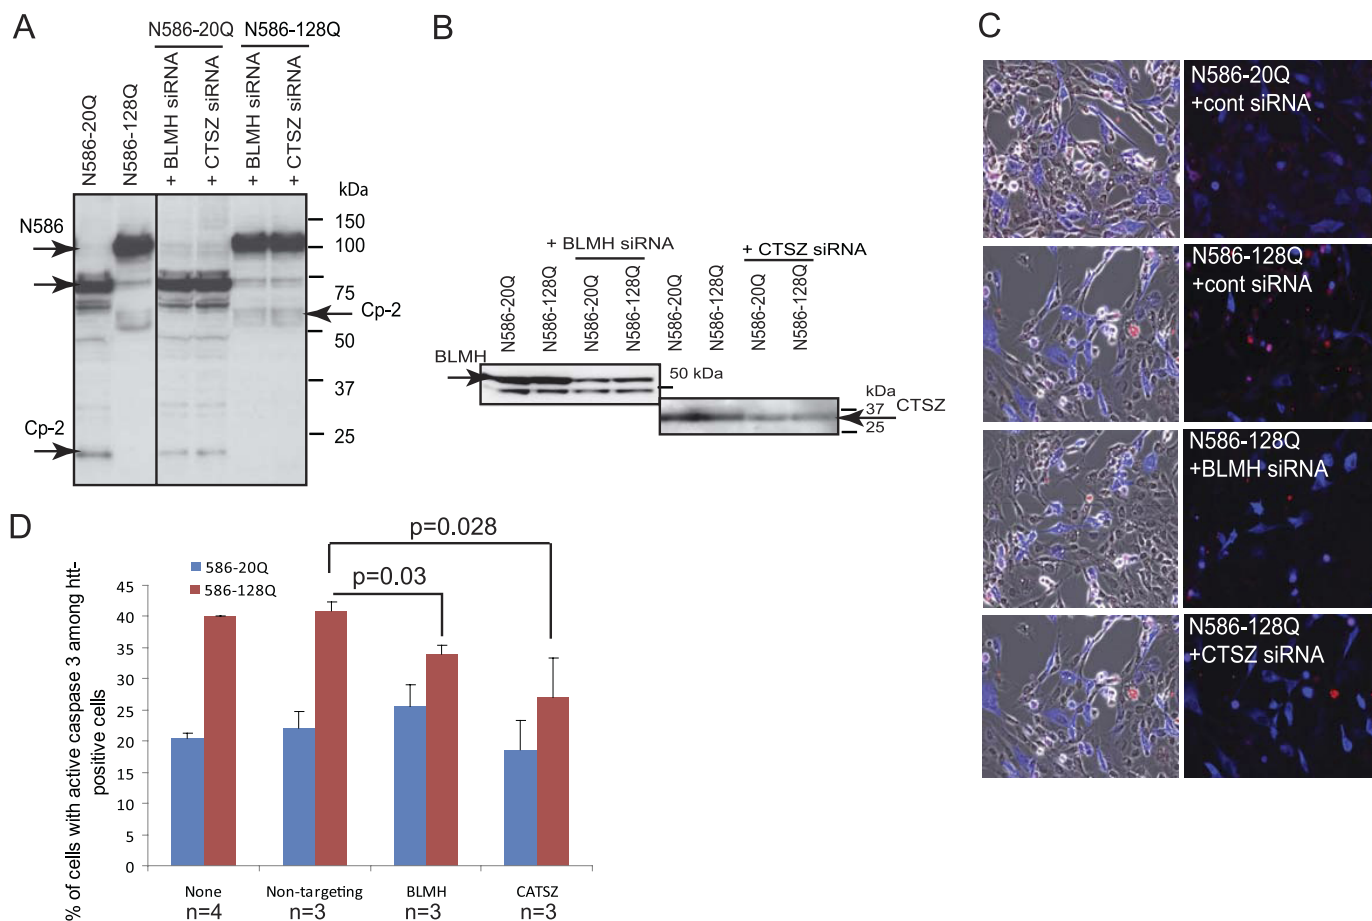 A
N586-20Q
N586-128Q
N586-20Q
N586-128Q
+ BLMH siRNA
+ CTSZ siRNA
+ BLMH siRNA
+ CTSZ siRNA
kDa
N586
150
100
75
Cp-2
50
37
Cp-2
25
B
+ BLMH siRNA
+ CTSZ siRNA
N586-20Q
N586-128Q
N586-20Q
N586-128Q
N586-20Q
N586-128Q
N586-20Q
N586-128Q
BLMH
50 kDa
kDa
37
CTSZ
25
C
N586-20Q
+cont siRNA
N586-128Q
+cont siRNA
N586-128Q
+BLMH siRNA
N586-128Q
+CTSZ siRNA
D
p=0.028
p=0.03
586-20Q
586-128Q
% of cells with active caspase 3 among htt-
positive cells
45
40
35
30
25
20
15
10
5
0
None
Non-targeting
BLMH
CATSZ
n=4
n=3
n=3
n=3